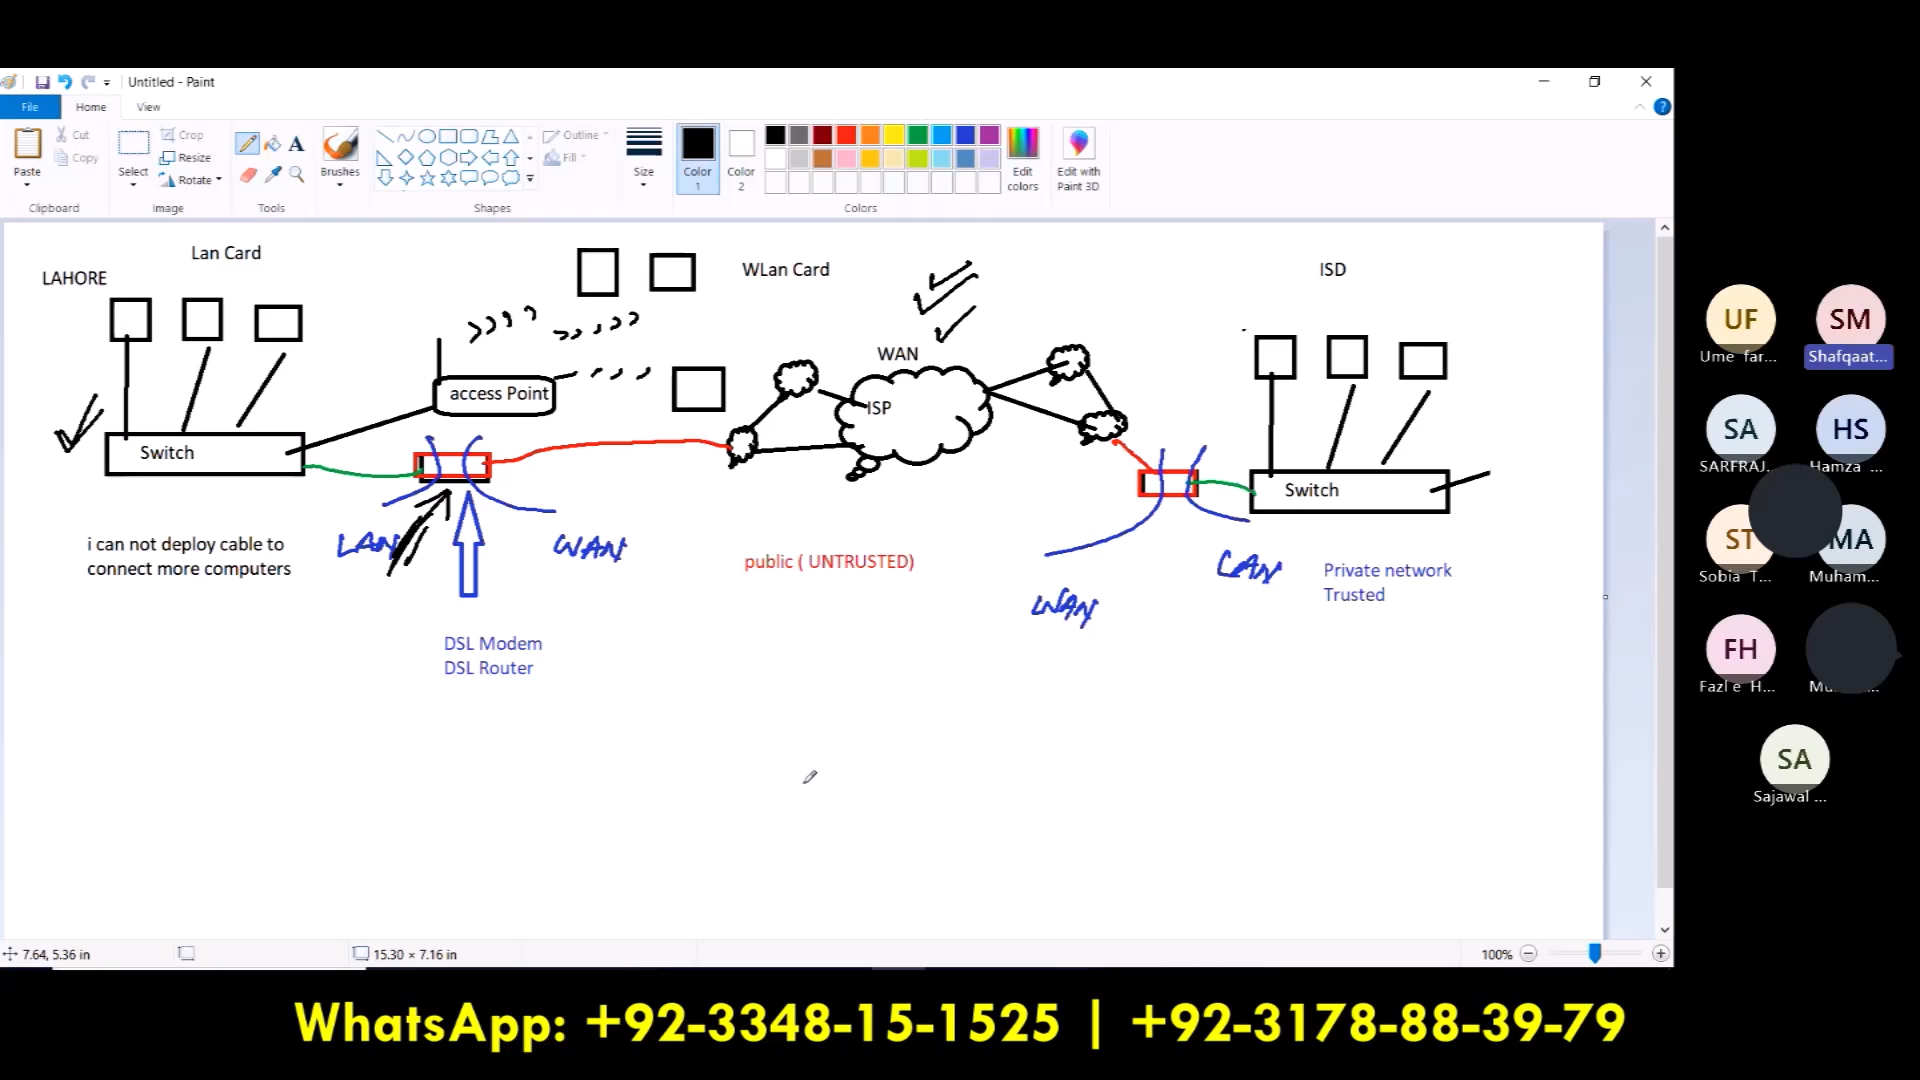 Untitled - Paint
File
Home
View
Cut
Copy
Paste
Clipboard
Select
Crop
Resize
Rotate
Image
Tools
Brushes
Shapes
Outline
Fill
Size
Color
1
Color
2
Colors
Edit
colors
Edit with
Paint 3D
Lan Card
LAHORE
WLan Card
ISD
WAN
access Point
ISP
Switch
Switch
i can not deploy cable to
connect more computers
LAN
WAN
public ( UNTRUSTED)
WAN
LAN
Private network
Trusted
DSL Modem
DSL Router
7.64, 5.36 in
15.30 × 7.16 in
100%
UF
Ume far...
SM
Shafqaat...
SA
SARFRAJ...
HS
Hamza ...
ST
Sobia T...
MA
Muham...
FH
Fazl e H...
SA
Sajawal ...
WhatsApp: +92-3348-15-1525 | +92-3178-88-39-79